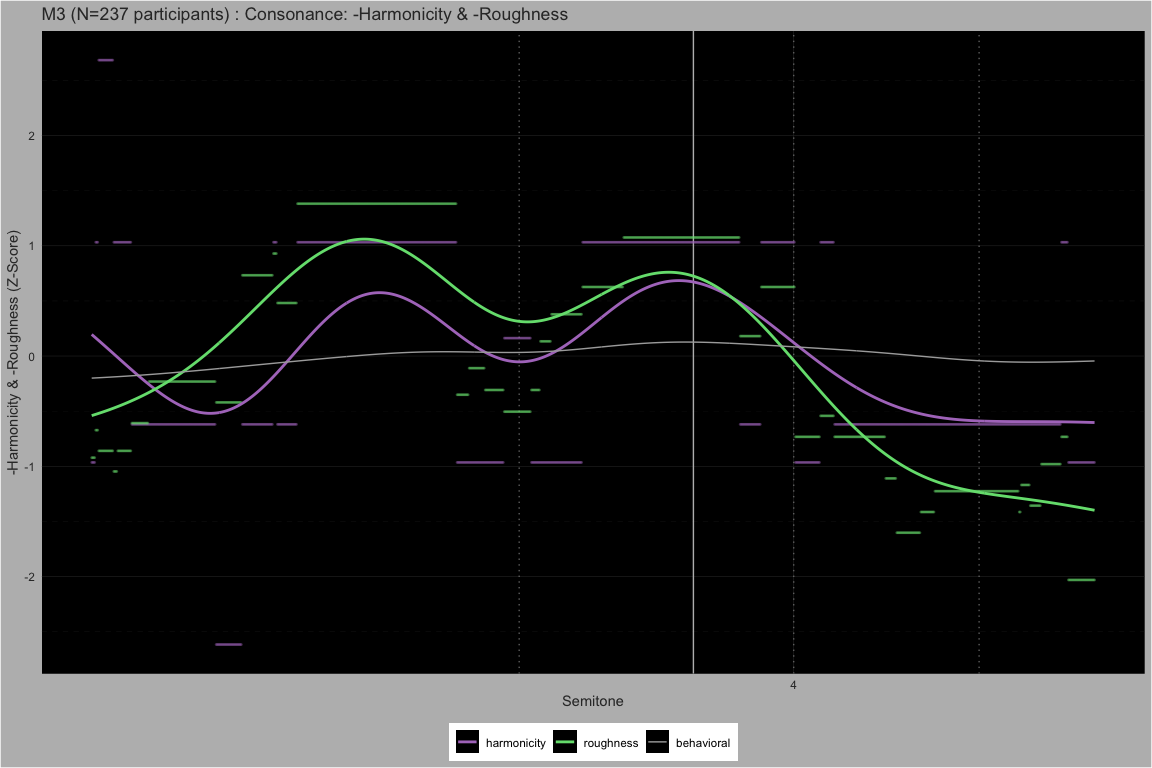 M3 (N=237 participants) : Consonance: -Harmonicity & -Roughness
-Harmonicity & -Roughness (Z-Score)
2
1
0
-1
-2
4
Semitone
harmonicity roughness behavioral